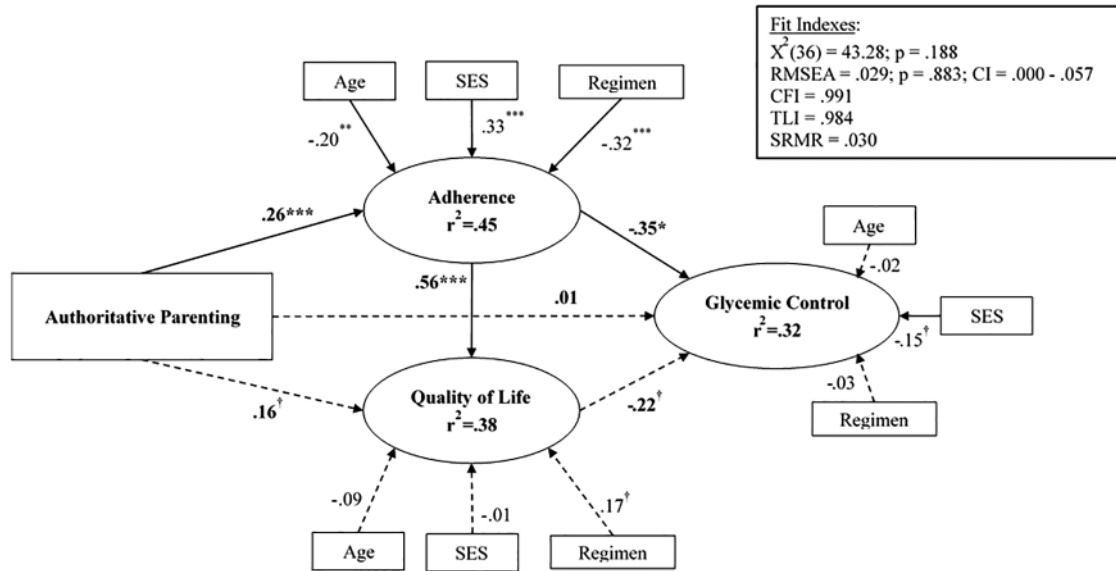 Fit Indexes:
X²(36) = 43.28; p = .188
RMSEA = .029; p = .883; CI = .000 - .057
CFI = .991
TLI = .984
SRMR = .030
Age
SES
Regimen
-.20**
.33***
-.32***
Adherence
r²=.45
.26***
-.35*
Age
-.02
.56***
.01
Authoritative Parenting
Glycemic Control
r²=.32
SES
-.15†
Quality of Life
r²=.38
.16†
-.22†
-.03
Regimen
-.09
-.01
.17†
Age
SES
Regimen